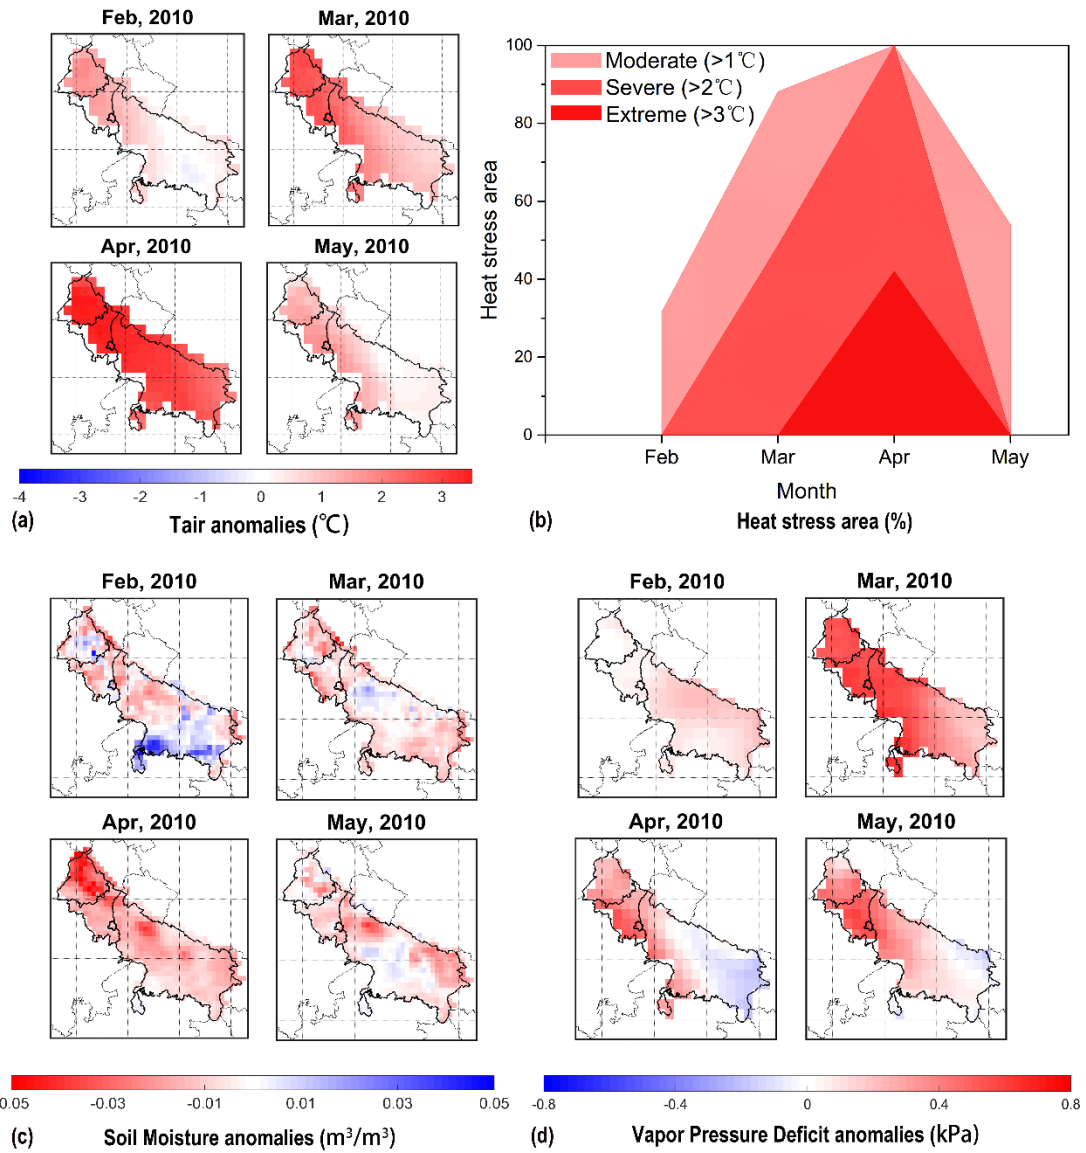 Feb, 2010
Mar, 2010
Apr, 2010
May, 2010
-4 -3 -2 -1 0 1 2 3
(a) Tair anomalies (℃)
Moderate (>1℃)
Severe (>2℃)
Extreme (>3℃)
Heat stress area
100
80
60
40
20
0
Feb Mar Apr May
Month
(b) Heat stress area (%)
Feb, 2010
Mar, 2010
Apr, 2010
May, 2010
0.05 -0.03 -0.01 0.01 0.03 0.05
(c) Soil Moisture anomalies (m³/m³)
Feb, 2010
Mar, 2010
Apr, 2010
May, 2010
-0.8 -0.4 0 0.4 0.8
(d) Vapor Pressure Deficit anomalies (kPa)